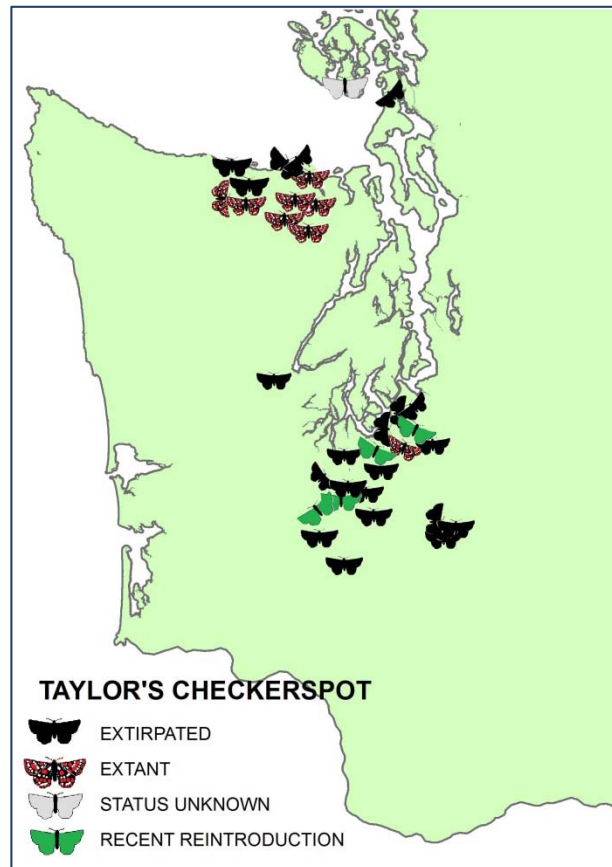 TAYLOR'S CHECKERSPOT
EXTIRPATED
EXTANT
STATUS UNKNOWN
RECENT REINTRODUCTION